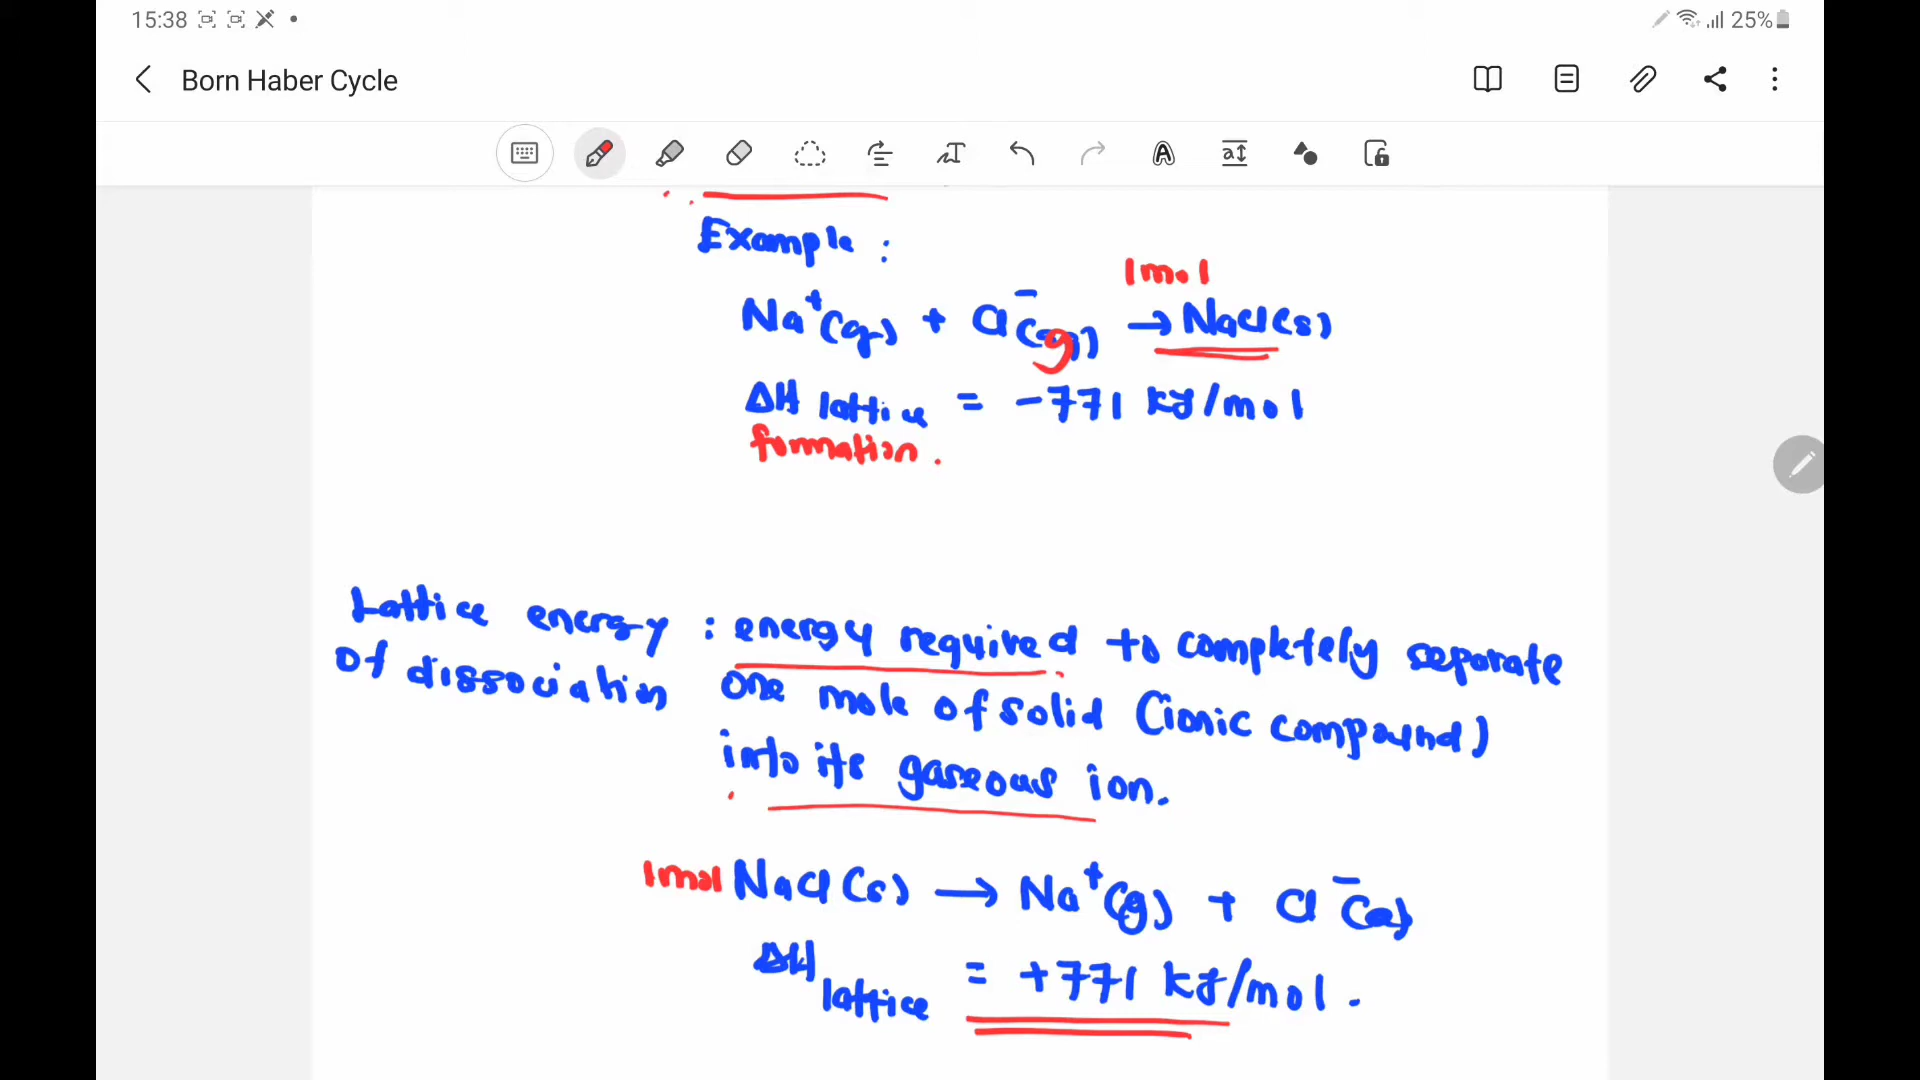 15:38
25%
Born Haber Cycle
Example :
1mol
Na⁺(g) + Cl⁻(g) → NaCl(s)
ΔH lattice = -771 kJ/mol
formation.
Lattice energy : energy required to completely separate
of dissociation one mole of solid (ionic compound)
into its gaseous ion.
1mol NaCl(s) → Na⁺(g) + Cl⁻
ΔH lattice = +771 kJ/mol.